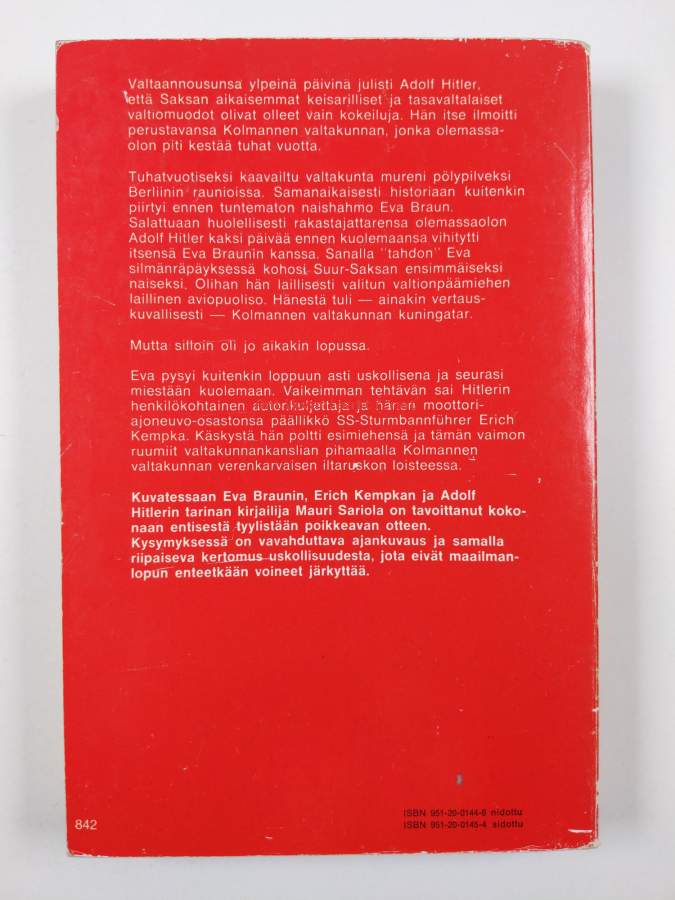 Valtaannousunsa ylpeinä päivinä julisti Adolf Hitler,
että Saksan aikaisemmat keisarilliset ja tasavaltalaiset
valtiomuodot olivat olleet vain kokeiluja. Hän itse ilmoitti
perustavansa Kolmannen valtakunnan, jonka olemassa-
olon piti kestää tuhat vuotta.
Tuhatvuotiseksi kaavailtu valtakunta mureni pölypilveksi
Berliinin raunioissa. Samanaikaisesti historiaan kuitenkin
piirtyi ennen tuntematon naishahmo Eva Braun.
Salattuaan huolellisesti rakastajattarensa olemassaolon
Adolf Hitler kaksi päivää ennen kuolemaansa vihitytti
itsensä Eva Braunin kanssa. Sanalla "tahdon" Eva
silmänräpäyksessä kohosi Suur-Saksan ensimmäiseksi
naiseksi. Olihan hän laillisesti valitun valtionpäämiehen
laillinen aviopuoliso. Hänestä tuli — ainakin vertaus-
kuvallisesti — Kolmannen valtakunnan kuningatar.
Mutta silloin oli jo aikakin lopussa.
Eva pysyi kuitenkin loppuun asti uskollisena ja seurasi
miestään kuolemaan. Vaikeimman tehtävän sai Hitlerin
henkilökohtainen autonkuljettaja ja hänen moottori-
ajoneuvo-osastonsa päällikkö SS-Sturmbannführer Erich
Kempka. Käskystä hän poltti esimiehensä ja tämän vaimon
ruumiit valtakunnankanslian pihamaalla Kolmannen
valtakunnan verenkarvaisen iltaruskon loisteessa.
Kuvatessaan Eva Braunin, Erich Kempkan ja Adolf
Hitlerin tarinan kirjailija Mauri Sariola on tavoittanut koko-
naan entisestä tyylistään poikkeavan otteen.
Kysymyksessä on vavahduttava ajankuvaus ja samalla
riipaiseva kertomus uskollisuudesta, jota eivät maailman-
lopun enteetkään voineet järkyttää.
ISBN 951-20-0144-6 nidottu
ISBN 951-20-0145-4 sidottu
842